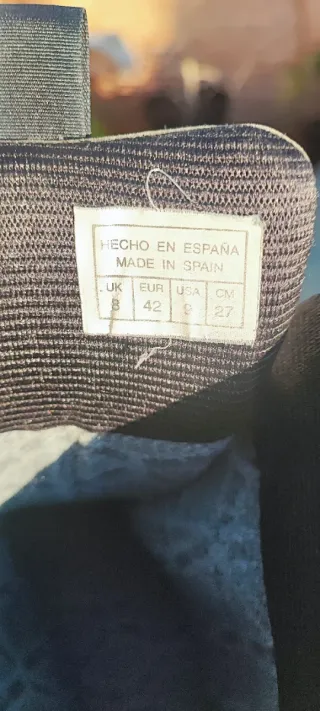 HECHO EN ESPAÑA
MADE IN SPAIN
UK EUR USA CM
8 42 9 27